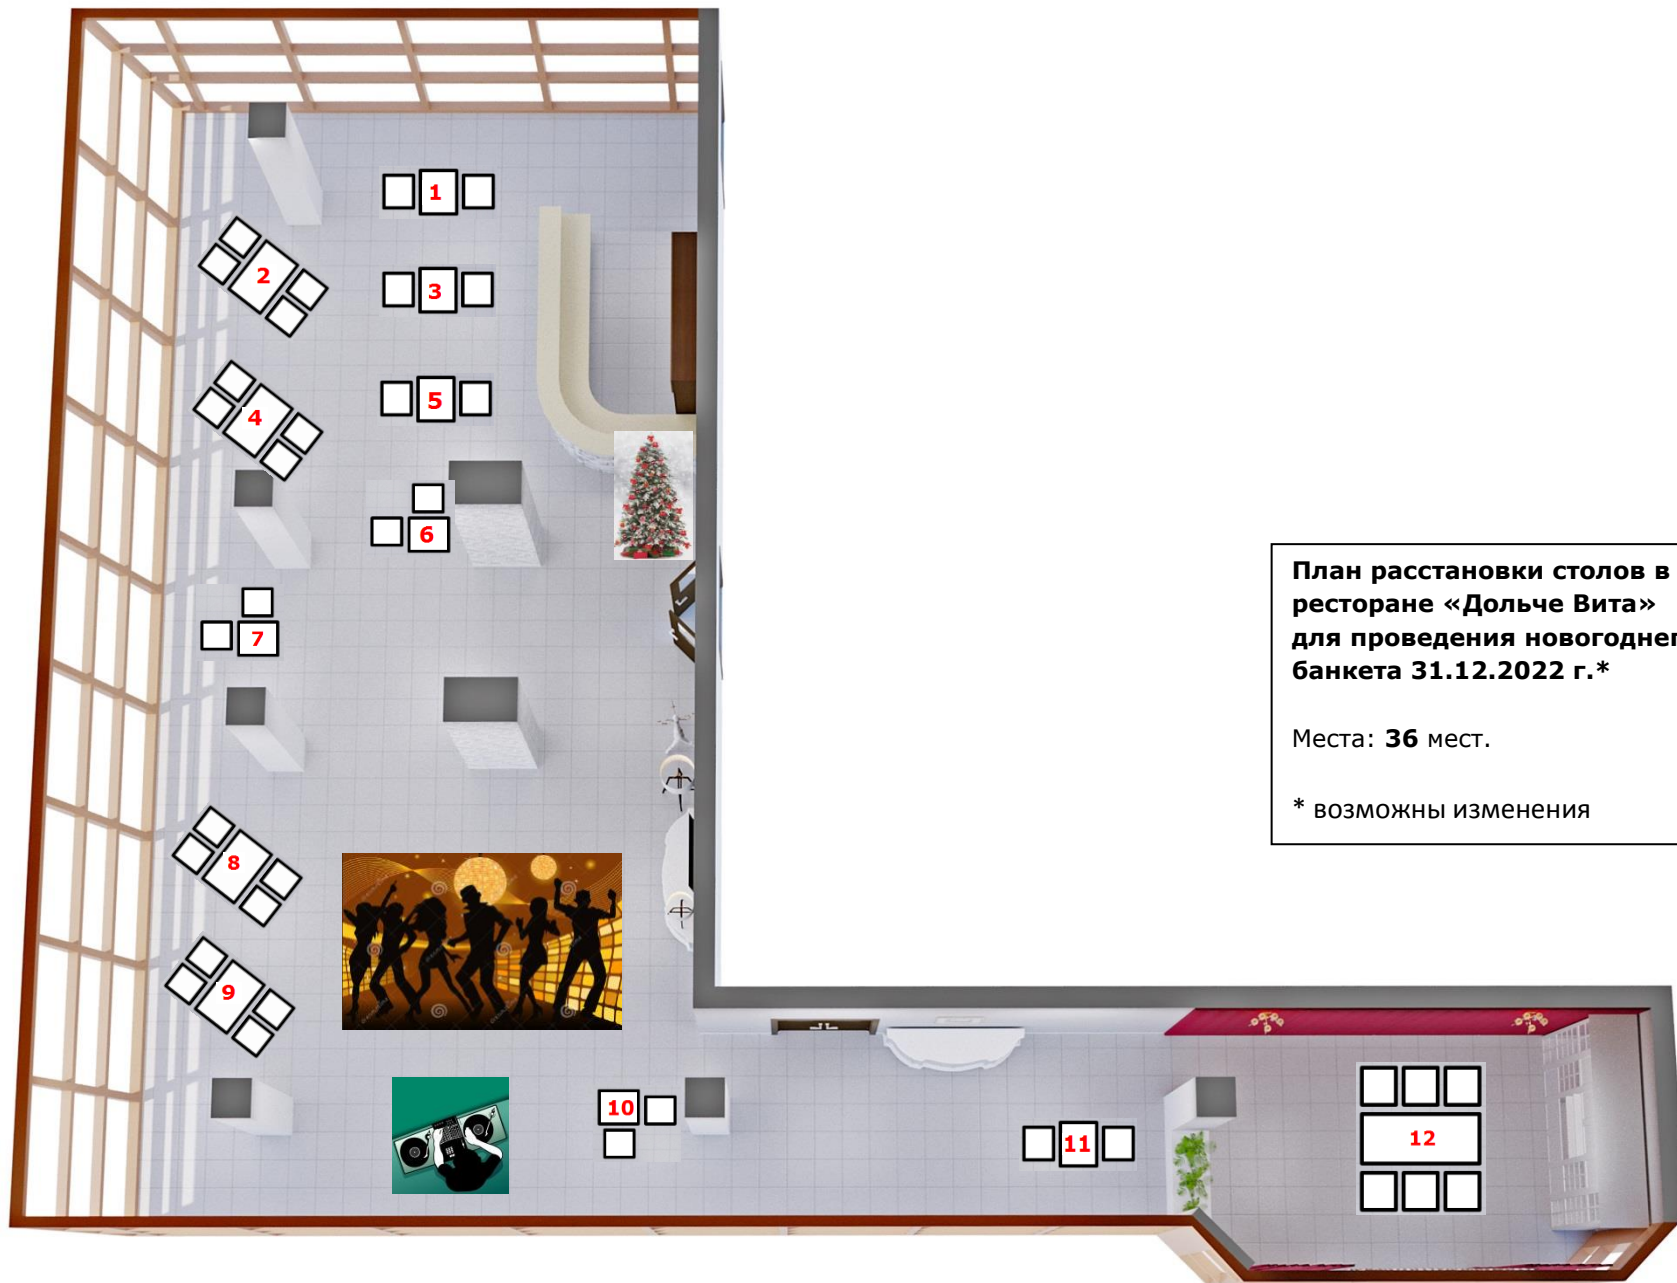 1
2
3
4
5
6
7
8
9
10
11
12
План расстановки столов в
ресторане «Дольче Вита»
для проведения новогоднег
банкета 31.12.2022 г.*
Места: 36 мест.
* возможны изменения